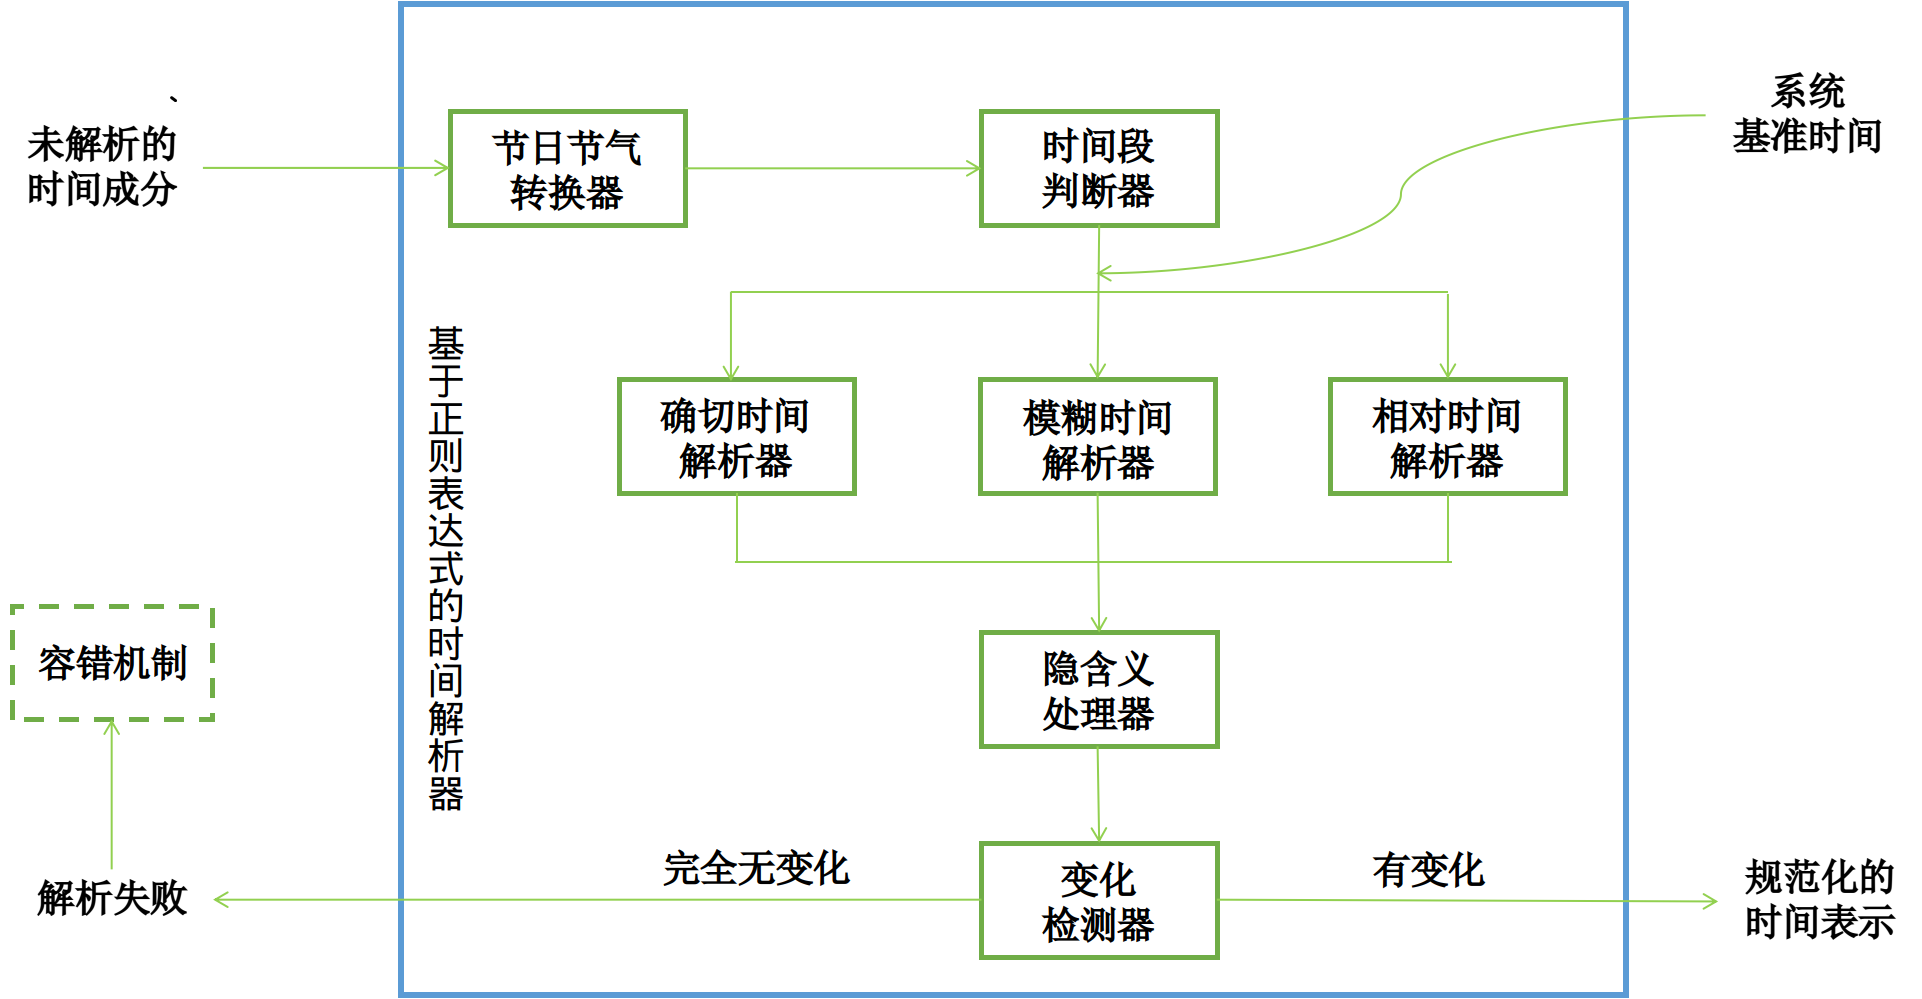 、
未解析的
时间成分
节日节气
转换器
时间段
判断器
系统
基准时间
确切时间
解析器
模糊时间
解析器
相对时间
解析器
基于正则表达式的时间解析器
容错机制
隐含义
处理器
完全无变化
有变化
变化
检测器
解析失败
规范化的
时间表示